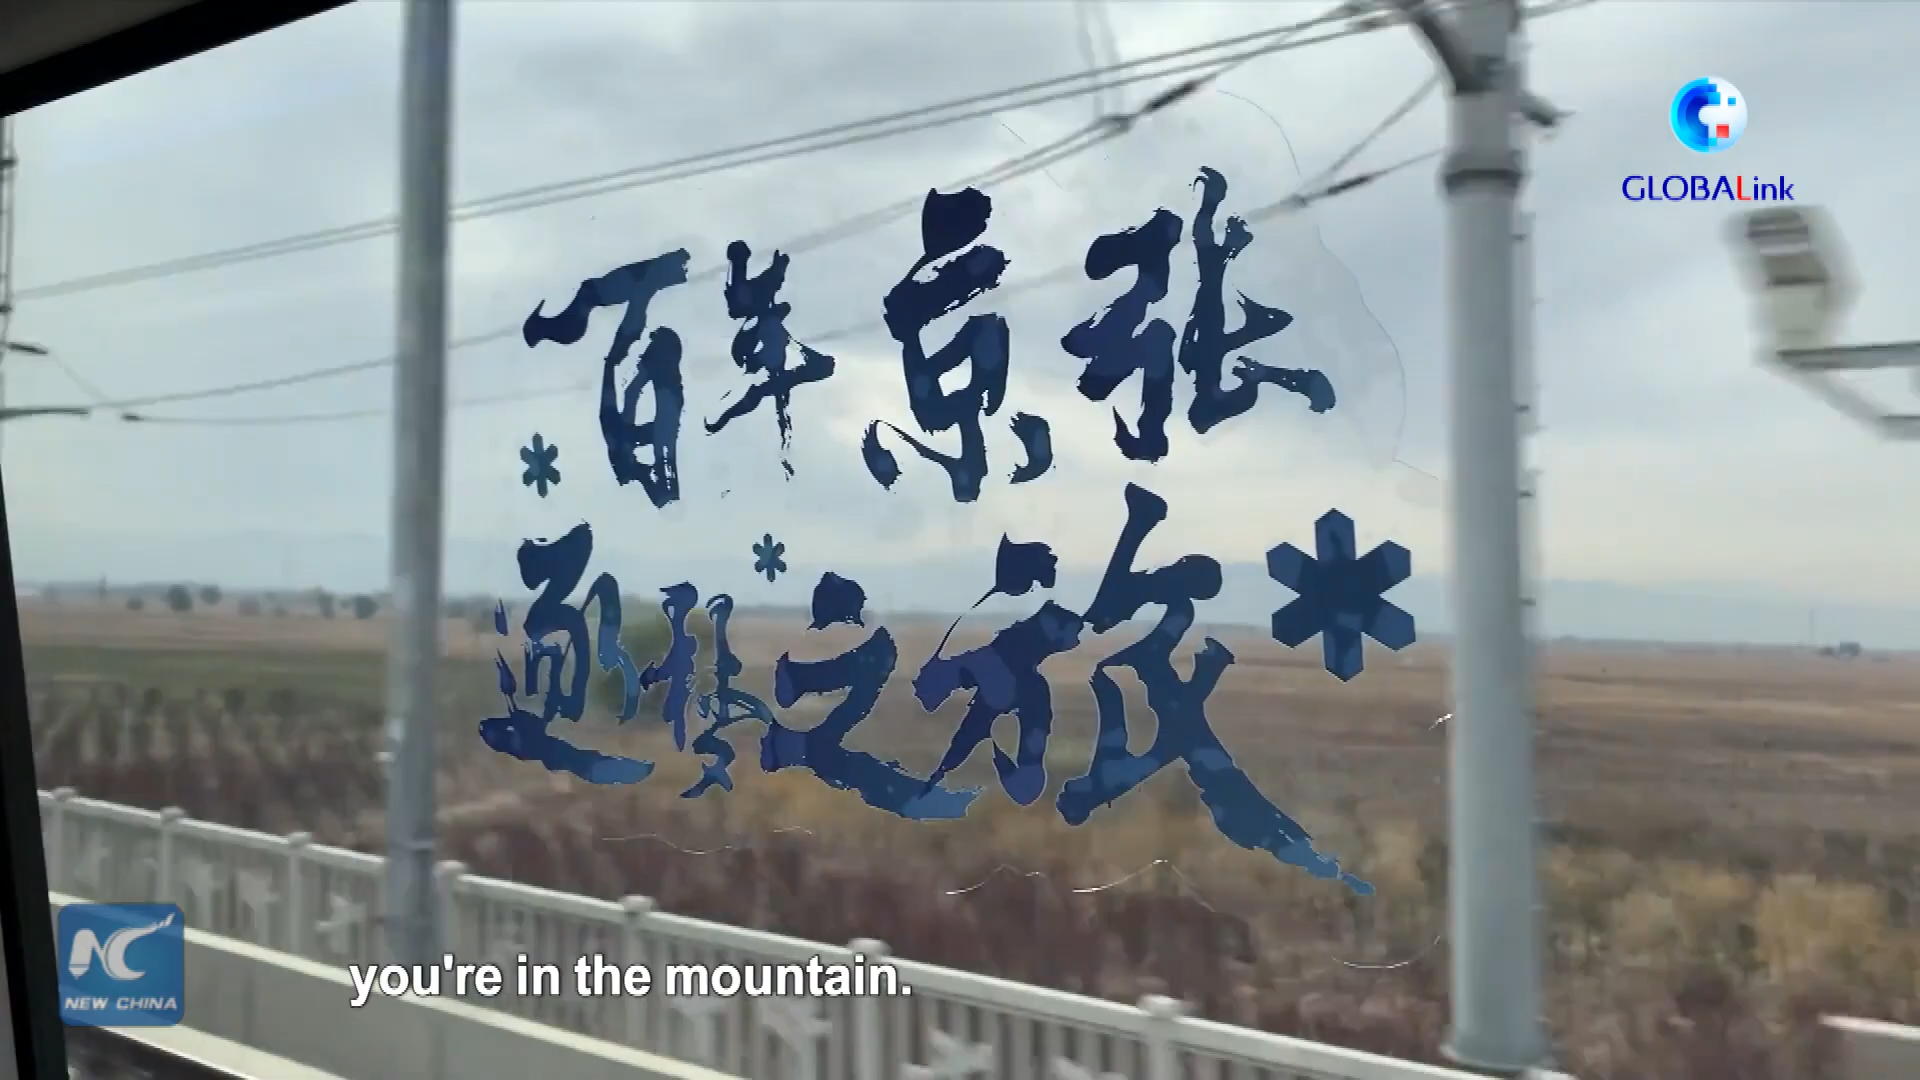 GLOBALink
百年京张
逐梦之旅
you're in the mountain.
NEW CHINA